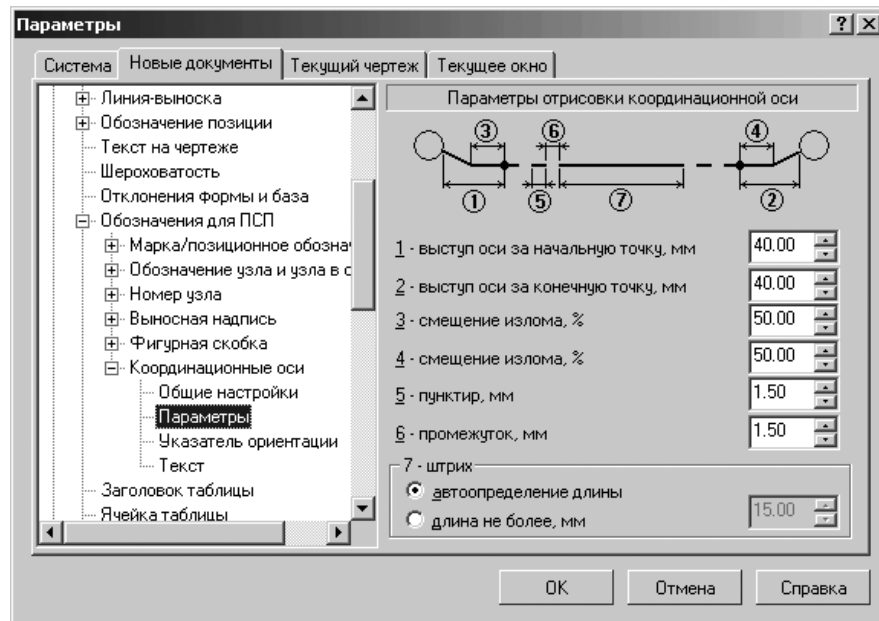 Параметры
Система Новые документы Текущий чертеж Текущее окно
Линия-выноска
Обозначение позиции
Текст на чертеже
Шероховатость
Отклонения формы и база
Обозначения для ПСП
Марка/позиционное обознач
Обозначение узла и узла в с
Номер узла
Выносная надпись
Фигурная скобка
Координационные оси
Общие настройки
Параметры
Указатель ориентации
Текст
Заголовок таблицы
Ячейка таблицы
Параметры отрисовки координационной оси
3 6 4
1 5 7 2
1 - выступ оси за начальную точку, мм 40.00
2 - выступ оси за конечную точку, мм 40.00
3 - смещение излома, % 50.00
4 - смещение излома, % 50.00
5 - пунктир, мм 1.50
6 - промежуток, мм 1.50
7 - штрих
автоопределение длины
длина не более, мм 15.00
OK Отмена Справка